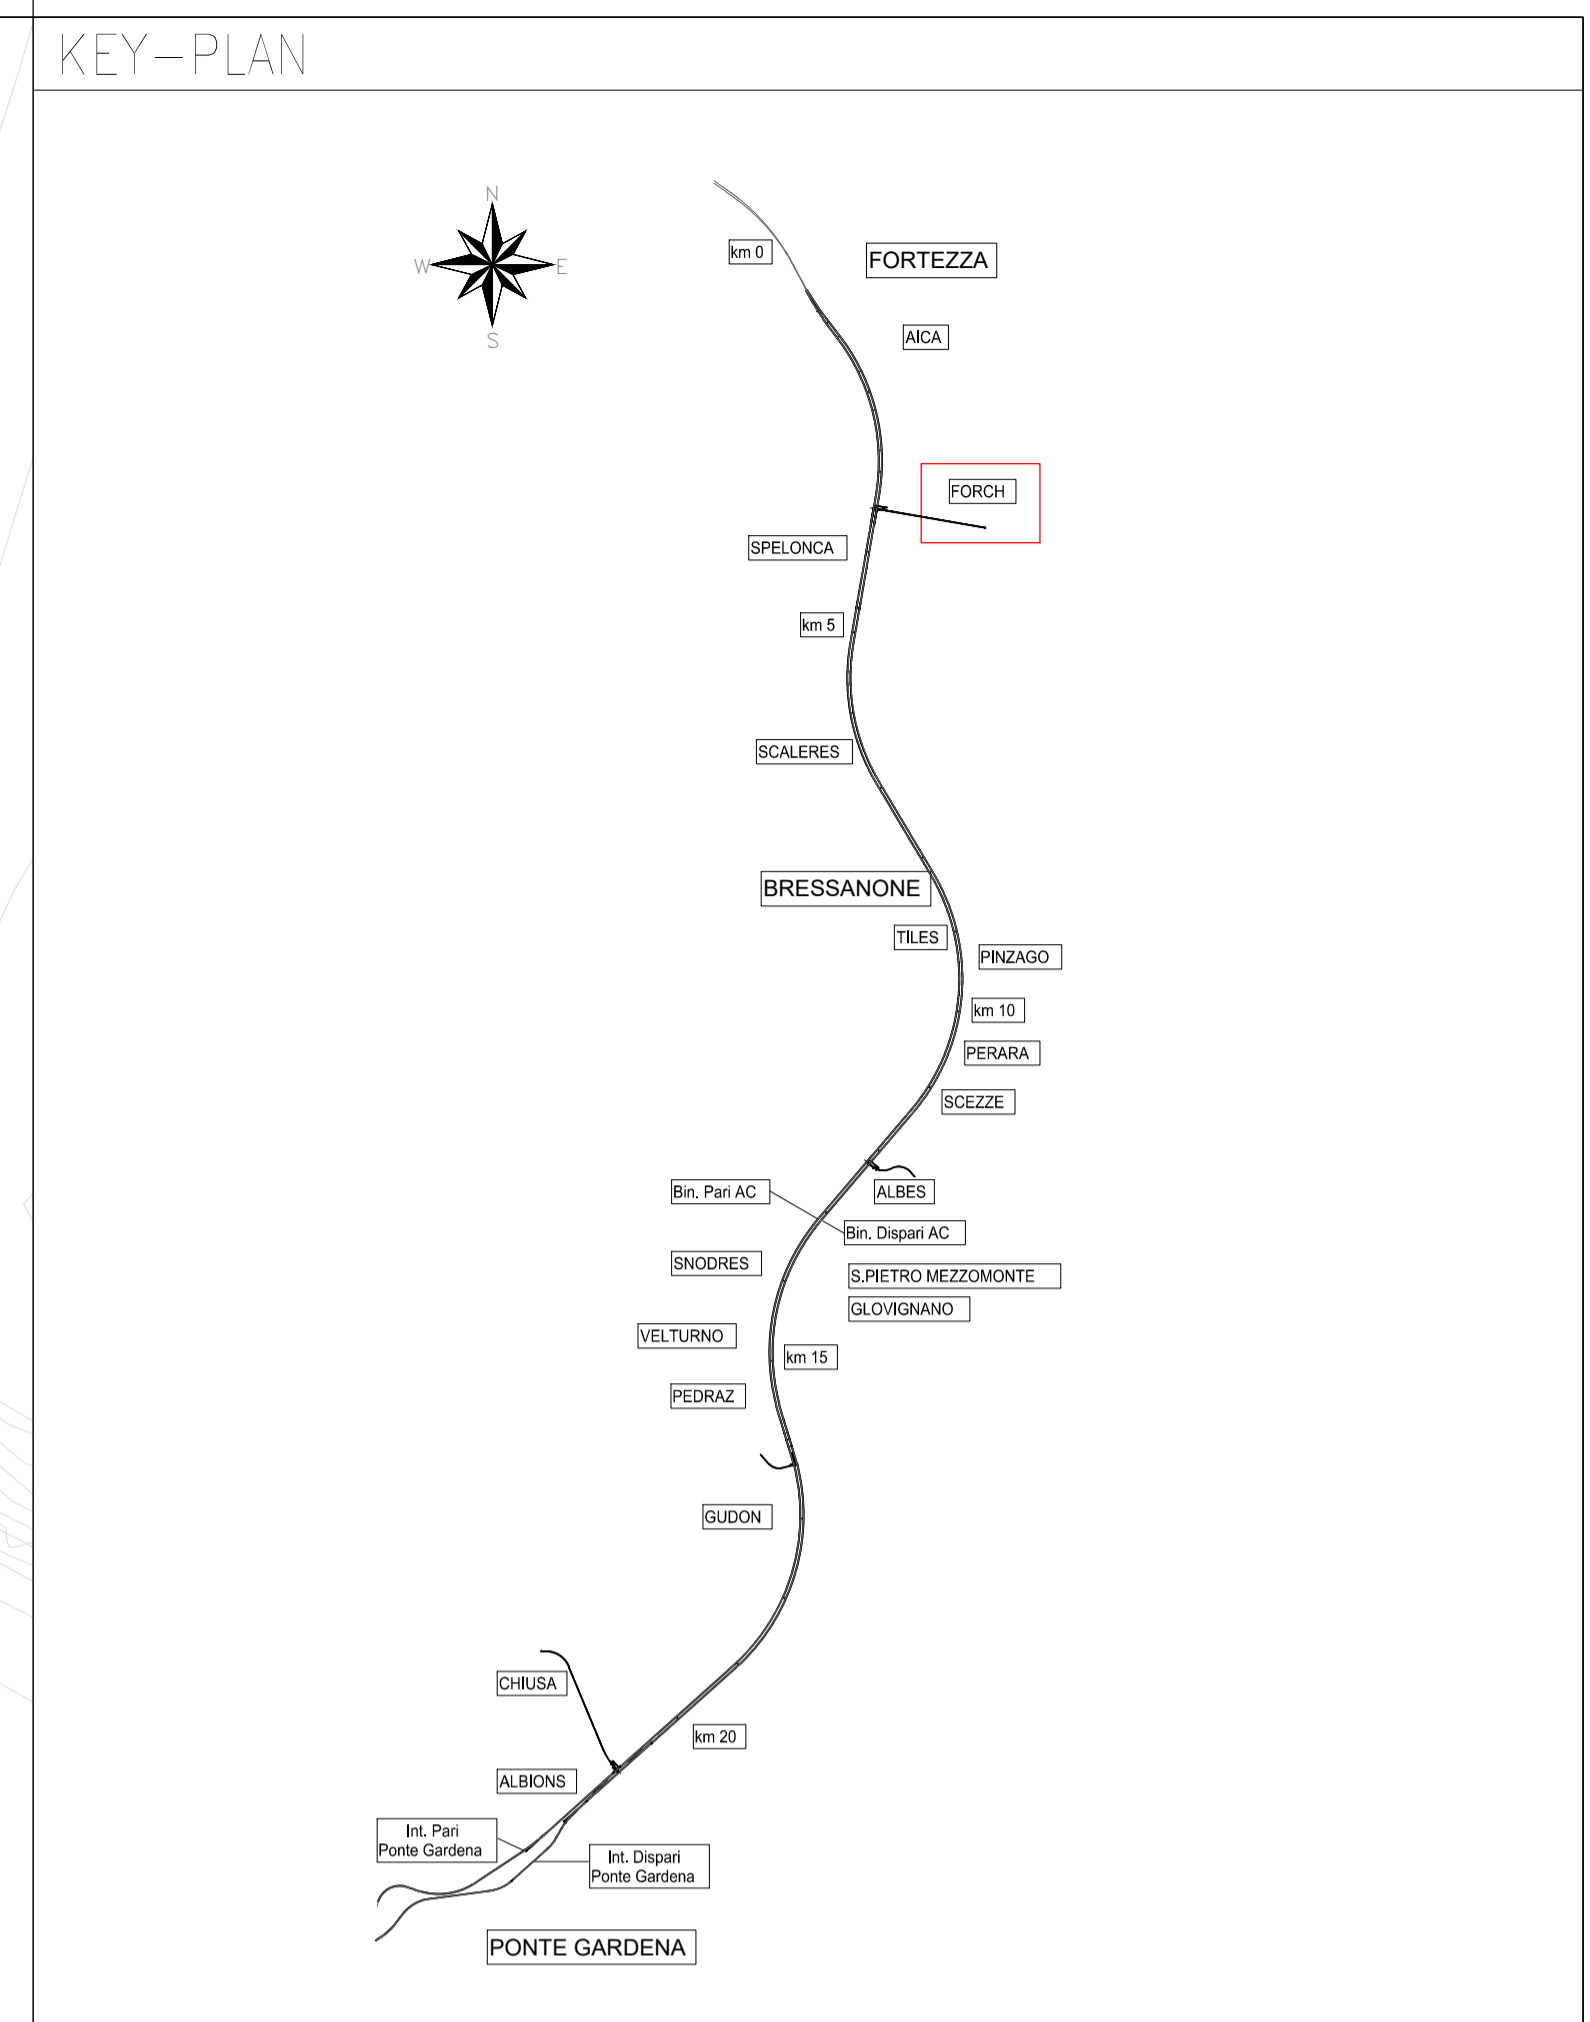 KEY-PLAN
N
W
E
S
km 0
FORTEZZA
AICA
FORCH
SPELONCA
km 5
SCALERES
BRESSANONE
TILES
PINZAGO
km 10
PERARA
SCEZZE
Bin. Pari AC
ALBES
Bin. Dispari AC
SNODRES
S.PIETRO MEZZOMONTE
GLOVIGNANO
VELTURNO
km 15
PEDRAZ
GUDON
CHIUSA
km 20
ALBIONS
Int. Pari
Ponte Gardena
Int. Dispari
Ponte Gardena
PONTE GARDENA